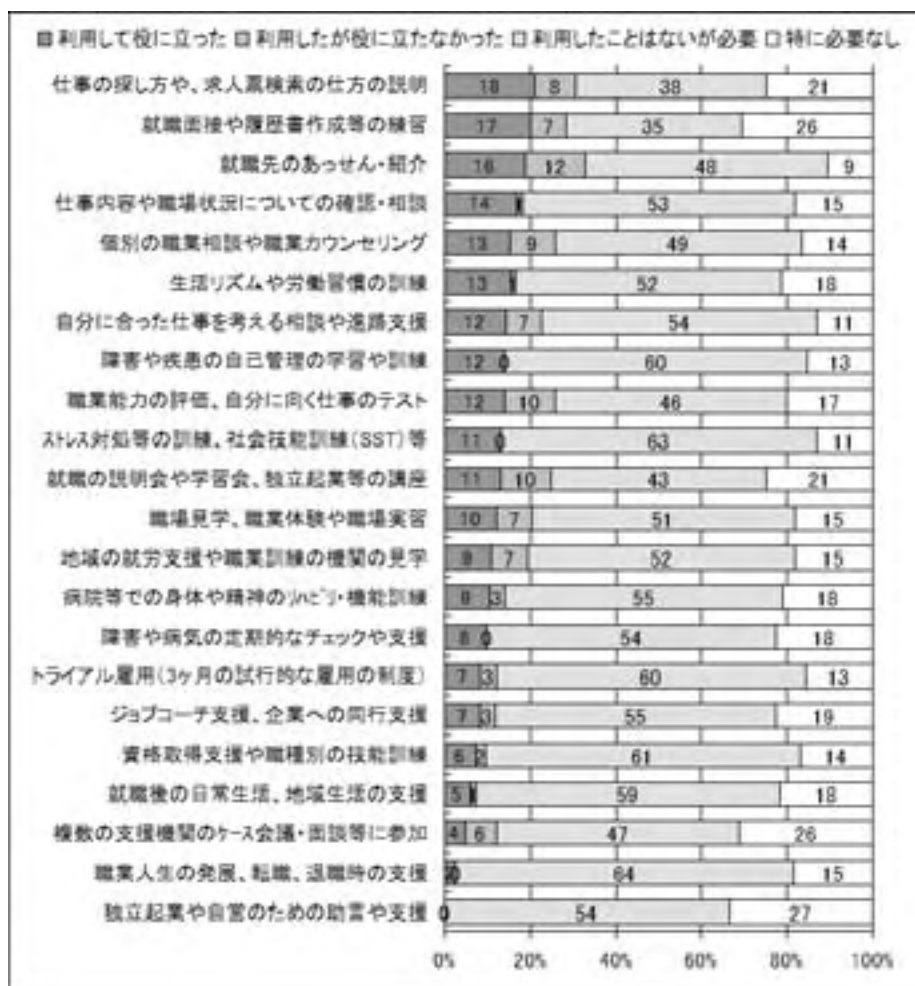 ■利用して役に立った □利用したが役に立たなかった □利用したことはないが必要 □特に必要なし
仕事の探し方や、求人票検索の仕方の説明 18 8 38 21
就職面接や履歴書作成等の練習 17 7 35 26
就職先のあっせん・紹介 16 12 48 9
仕事内容や職場状況についての確認・相談 14 53 15
個別の職業相談や職業カウンセリング 13 9 49 14
生活リズムや労働習慣の訓練 13 52 18
自分に合った仕事を考える相談や進路支援 12 7 54 11
障害や疾患の自己管理の学習や訓練 12 0 60 13
職業能力の評価、自分に向く仕事のテスト 12 10 46 17
ストレス対処等の訓練、社会技能訓練(SST)等 11 0 63 11
就職の説明会や学習会、独立起業等の講座 11 10 43 21
職場見学、職業体験や職場実習 10 7 51 15
地域の就労支援や職業訓練の機関の見学 7 52 15
病院等での身体や精神のリハビリ・機能訓練 3 55 18
障害や病気の定期的なチェックや支援 0 54 18
トライアル雇用(3ヶ月の試行的な雇用の制度) 7 3 60 13
ジョブコーチ支援、企業への同行支援 7 3 55 19
資格取得支援や職種別の技能訓練 6 2 61 14
就職後の日常生活、地域生活の支援 5 59 18
複数の支援機関のケース会議・面談等に参加 4 6 47 26
職業人生の発展、転職、退職時の支援 0 64 15
独立起業や自営のための助言や支援 0 54 27
0% 20% 40% 60% 80% 100%